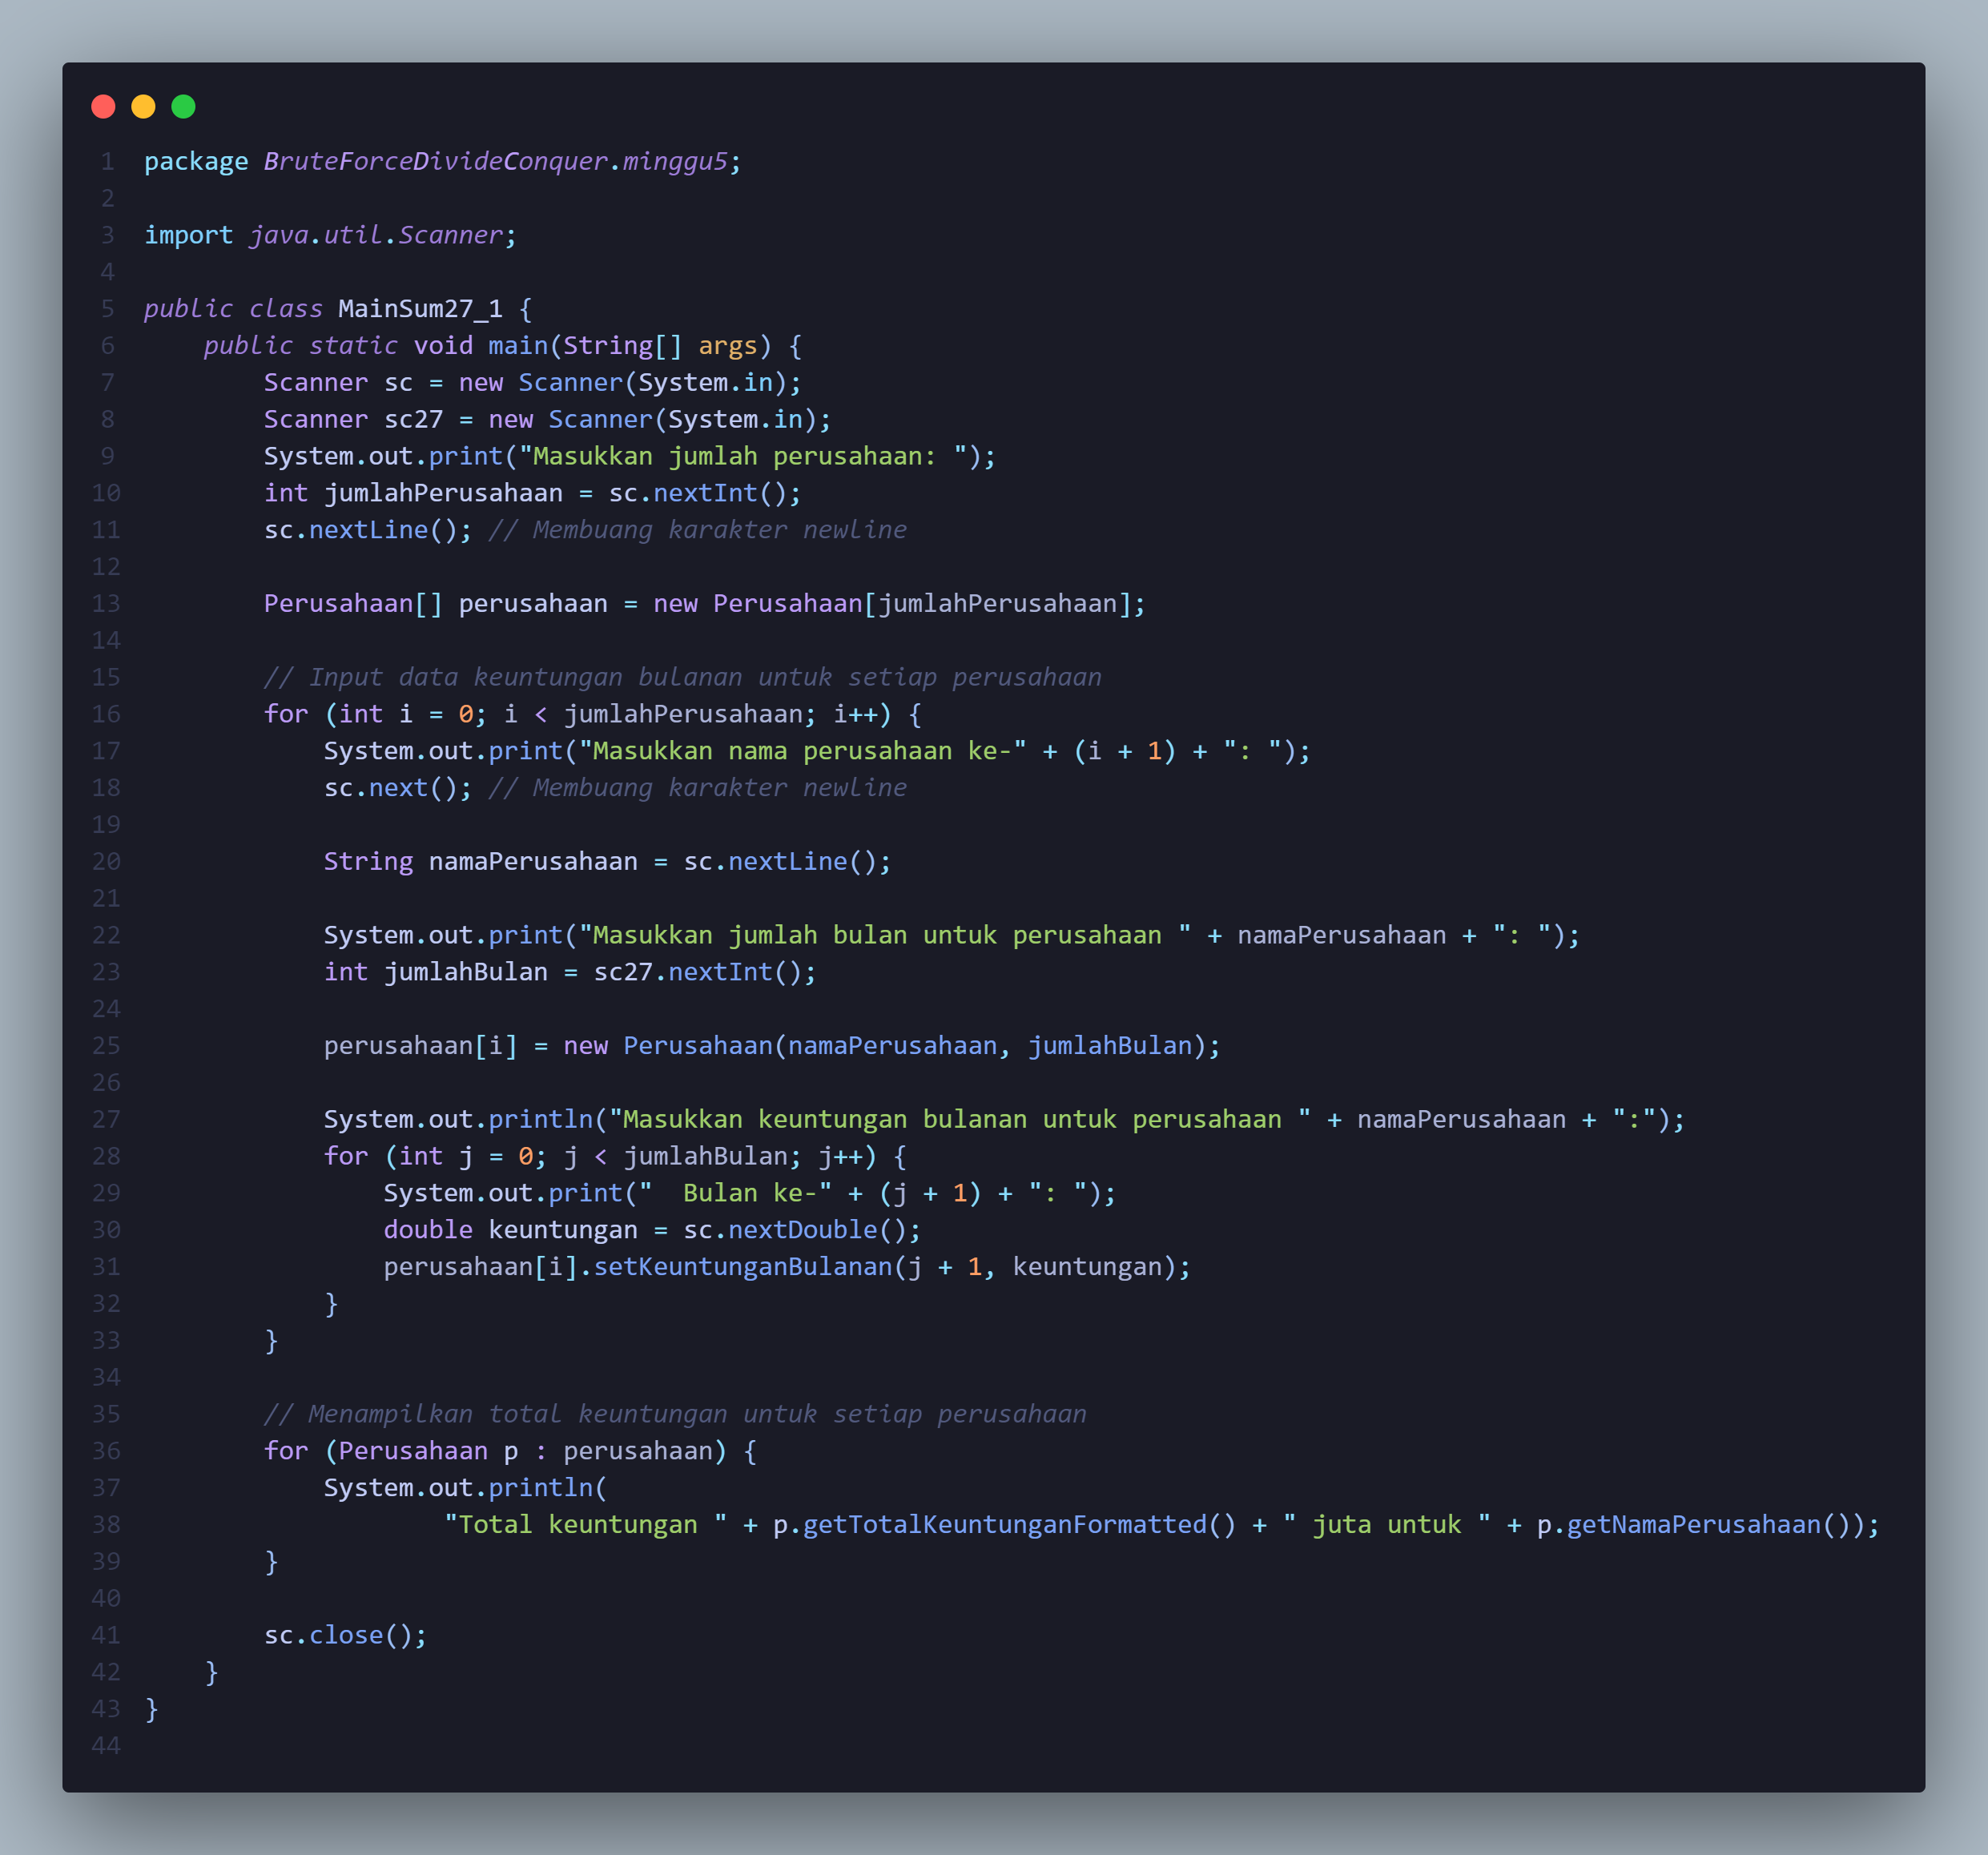 1 package BruteForceDivideConquer.minggu5;
2
3 import java.util.Scanner;
4
5 public class MainSum27_1 {
6     public static void main(String[] args) {
7         Scanner sc = new Scanner(System.in);
8         Scanner sc27 = new Scanner(System.in);
9         System.out.print("Masukkan jumlah perusahaan: ");
10         int jumlahPerusahaan = sc.nextInt();
11         sc.nextLine(); // Membuang karakter newline
12
13         Perusahaan[] perusahaan = new Perusahaan[jumlahPerusahaan];
14
15         // Input data keuntungan bulanan untuk setiap perusahaan
16         for (int i = 0; i < jumlahPerusahaan; i++) {
17             System.out.print("Masukkan nama perusahaan ke-" + (i + 1) + ": ");
18             sc.next(); // Membuang karakter newline
19
20             String namaPerusahaan = sc.nextLine();
21
22             System.out.print("Masukkan jumlah bulan untuk perusahaan " + namaPerusahaan + ": ");
23             int jumlahBulan = sc27.nextInt();
24
25             perusahaan[i] = new Perusahaan(namaPerusahaan, jumlahBulan);
26
27             System.out.println("Masukkan keuntungan bulanan untuk perusahaan " + namaPerusahaan + ":");
28             for (int j = 0; j < jumlahBulan; j++) {
29                 System.out.print("  Bulan ke-" + (j + 1) + ": ");
30                 double keuntungan = sc.nextDouble();
31                 perusahaan[i].setKeuntunganBulanan(j + 1, keuntungan);
32             }
33         }
34
35         // Menampilkan total keuntungan untuk setiap perusahaan
36         for (Perusahaan p : perusahaan) {
37             System.out.println(
38                     "Total keuntungan " + p.getTotalKeuntunganFormatted() + " juta untuk " + p.getNamaPerusahaan());
39         }
40
41         sc.close();
42     }
43 }
44